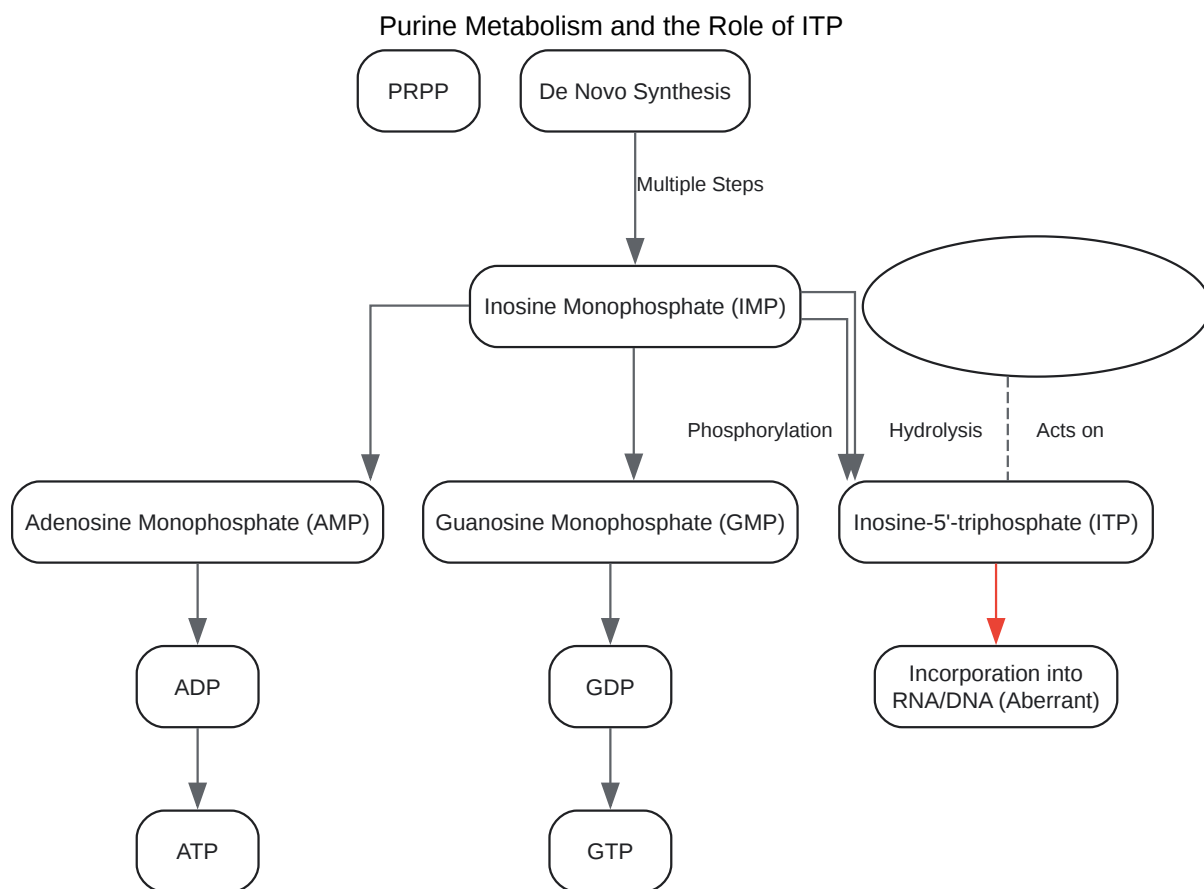 Purine Metabolism and the Role of ITP
PRPP
De Novo Synthesis
Multiple Steps
Inosine Monophosphate (IMP)
Phosphorylation
Hydrolysis
Acts on
Adenosine Monophosphate (AMP)
Guanosine Monophosphate (GMP)
Inosine-5'-triphosphate (ITP)
ADP
GDP
Incorporation into
RNA/DNA (Aberrant)
ATP
GTP